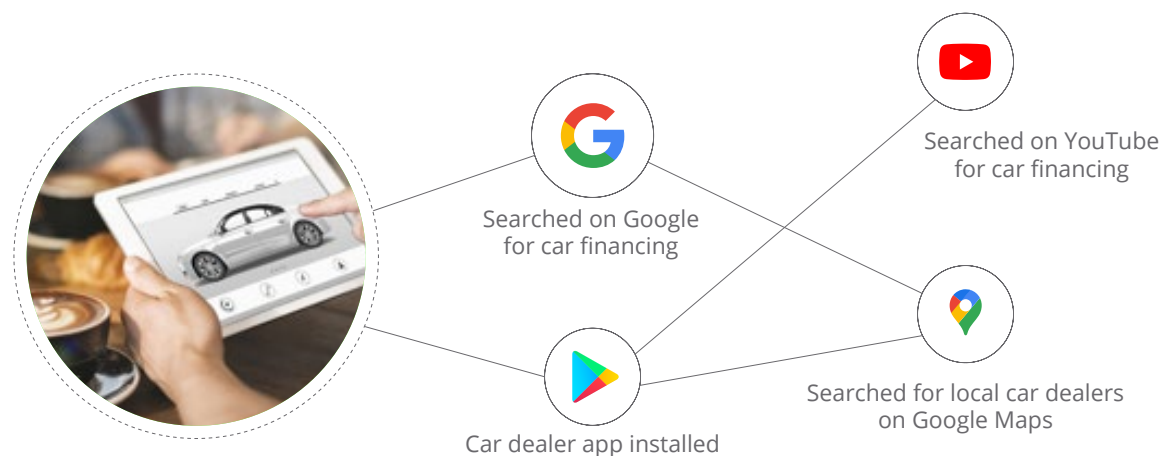 Searched on Google
for car financing
Car dealer app installed
Searched on YouTube
for car financing
Searched for local car dealers
on Google Maps